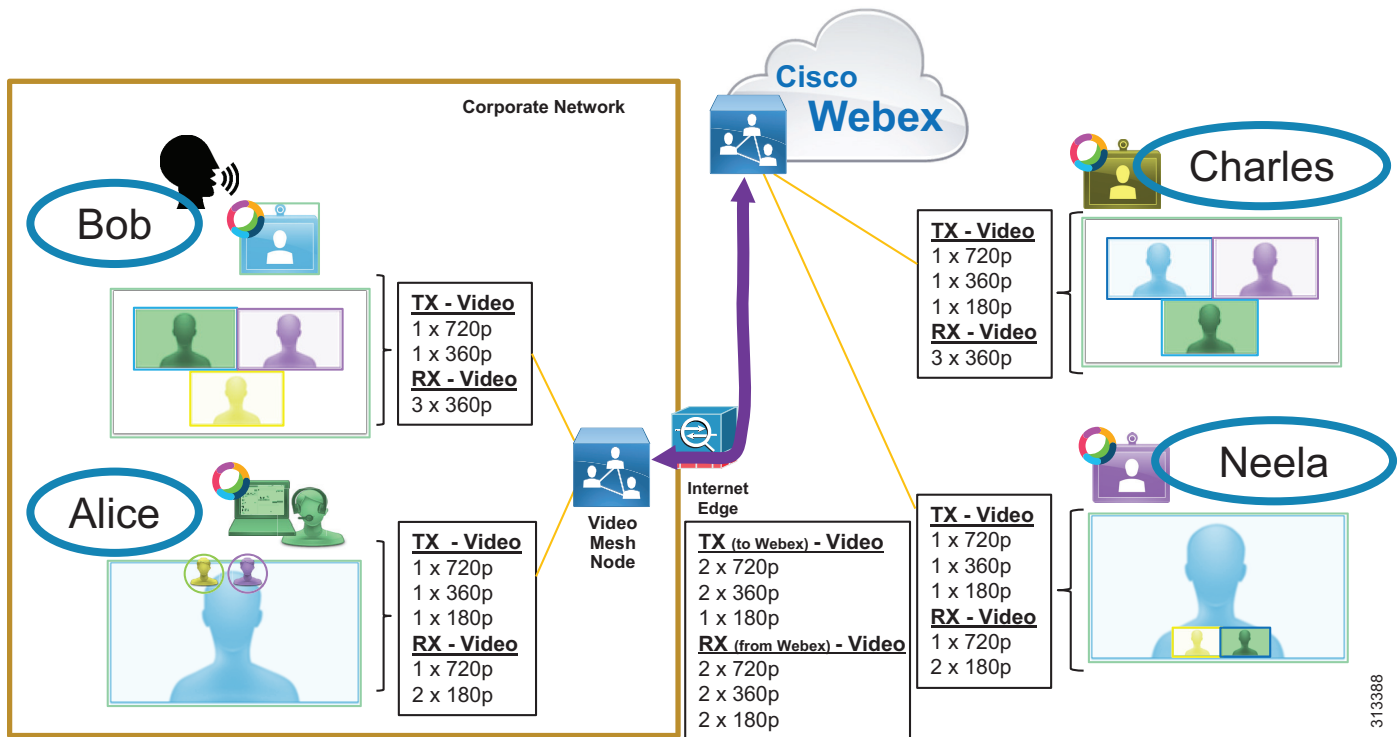 Corporate Network
Cisco
Webex
Bob
TX - Video
1 x 720p
1 x 360p
RX - Video
3 x 360p
Alice
TX - Video
1 x 720p
1 x 360p
1 x 180p
RX - Video
1 x 720p
2 x 180p
Video
Mesh
Node
Internet
Edge
TX (to Webex) - Video
2 x 720p
2 x 360p
1 x 180p
RX (from Webex) - Video
2 x 720p
2 x 360p
2 x 180p
Charles
TX - Video
1 x 720p
1 x 360p
1 x 180p
RX - Video
3 x 360p
Neela
TX - Video
1 x 720p
1 x 360p
1 x 180p
RX - Video
1 x 720p
2 x 180p
313388